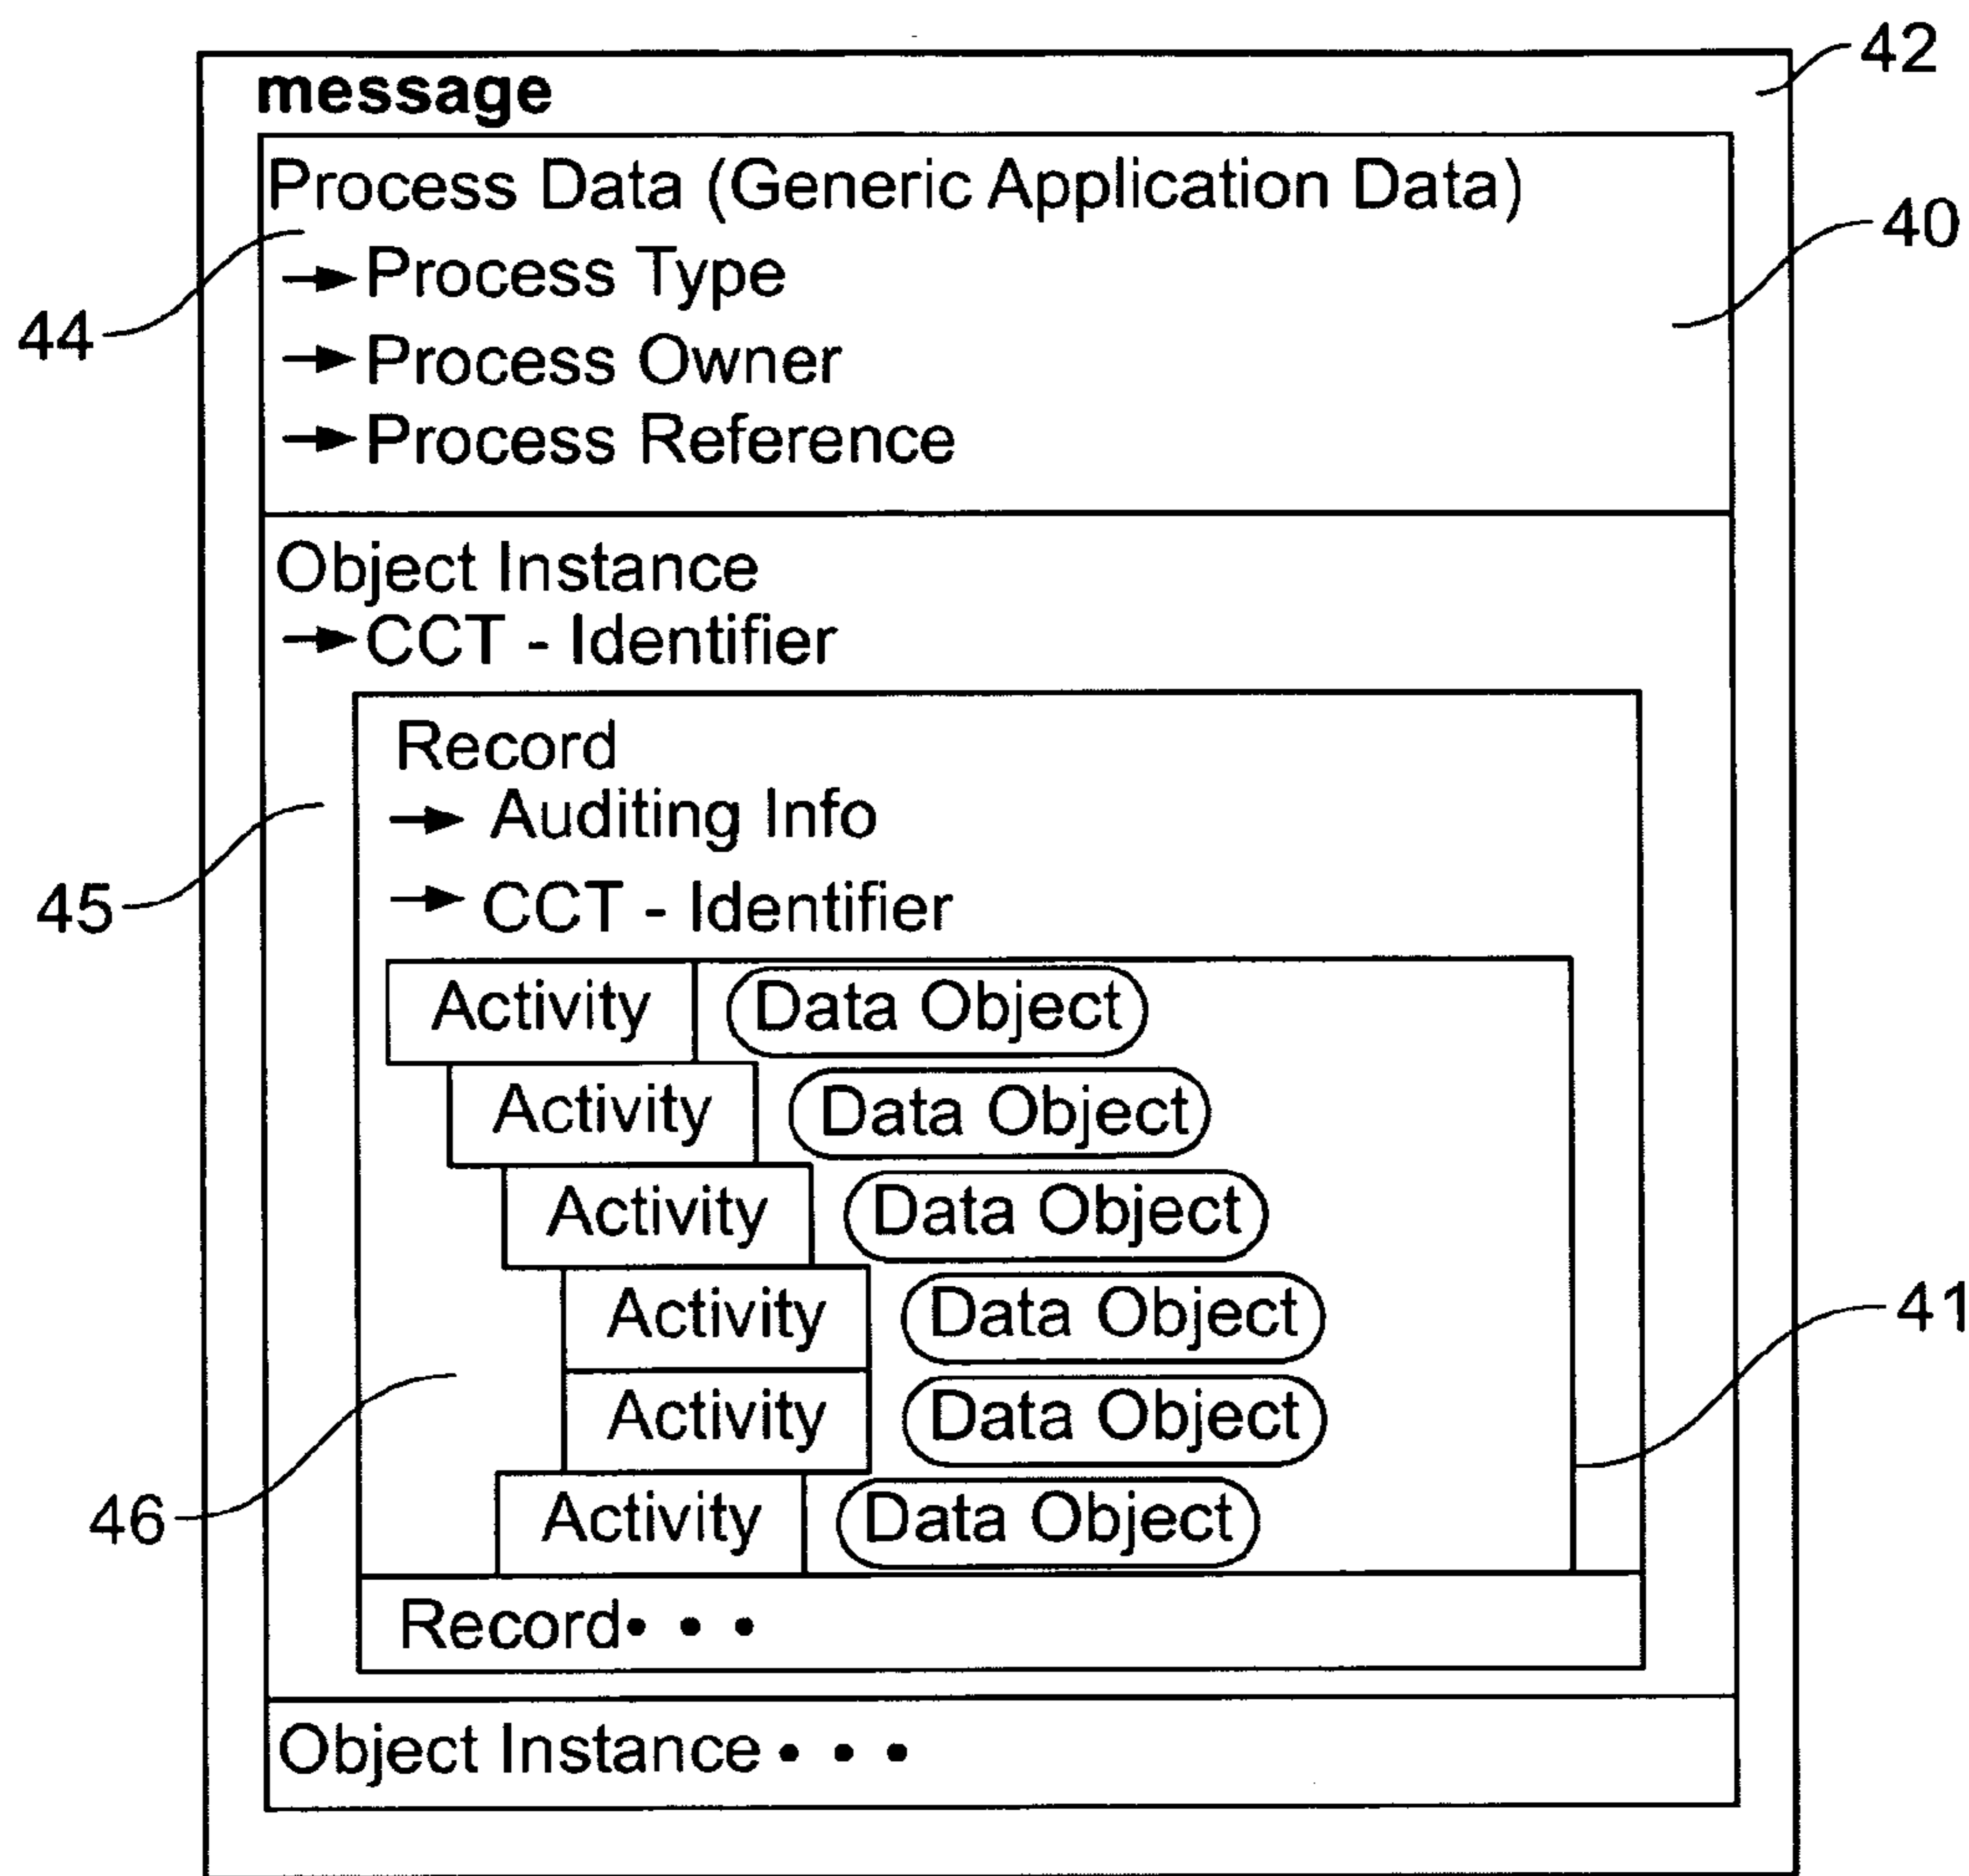 42
message
Process Data (Generic Application Data)
40
Process Type
44
Process Owner
Process Reference
Object Instance
CCT - Identifier
Record
Auditing Info
45
CCT - Identifier
Activity Data Object
Activity Data Object
Activity Data Object
Activity Data Object
41
Activity Data Object
46
Activity Data Object
Record• • •
Object Instance • • •